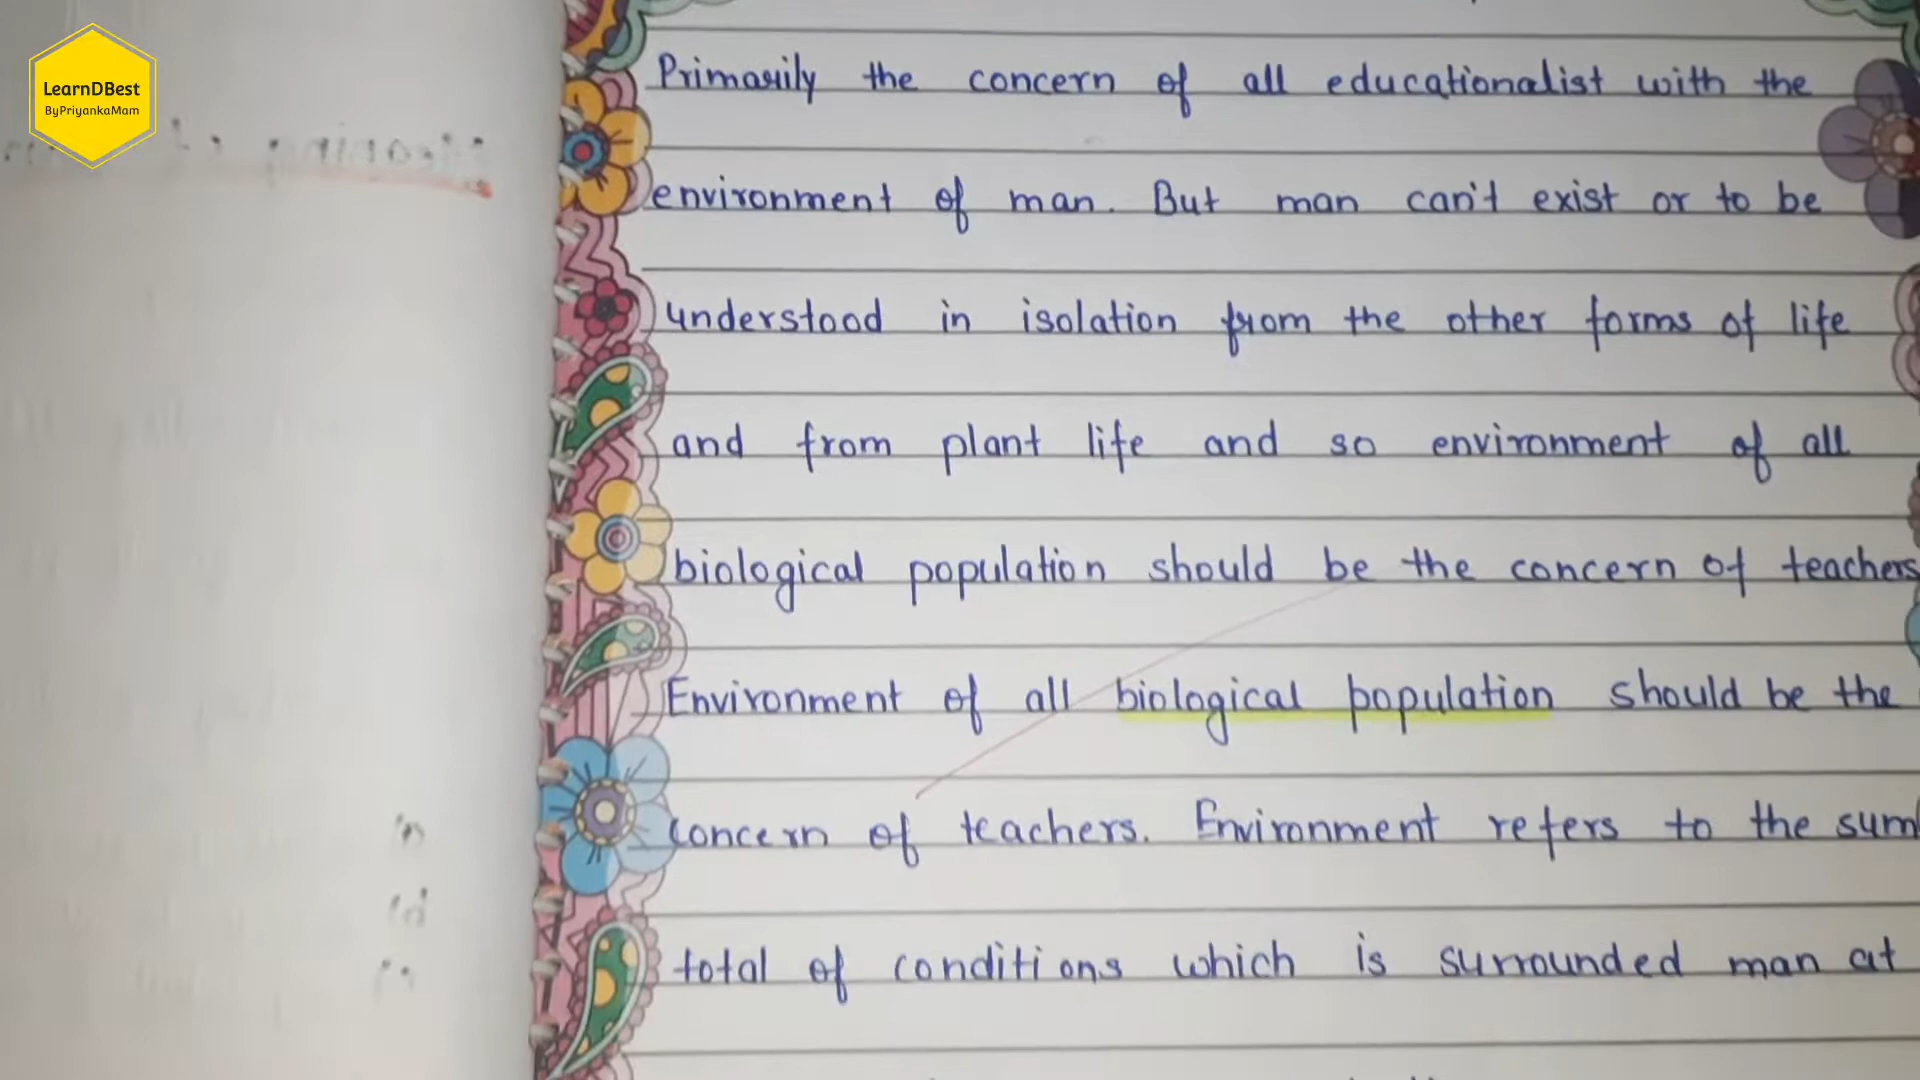 LearnDBest
ByPriyankaMam
Primarily the concern of all educationalist with the
environment of man. But man can't exist or to be
understood in isolation from the other forms of life
and from plant life and so environment of all
biological population should be the concern of teachers
Environment of all biological population should be the
concern of teachers. Environment refers to the sum
total of conditions which is surrounded man at